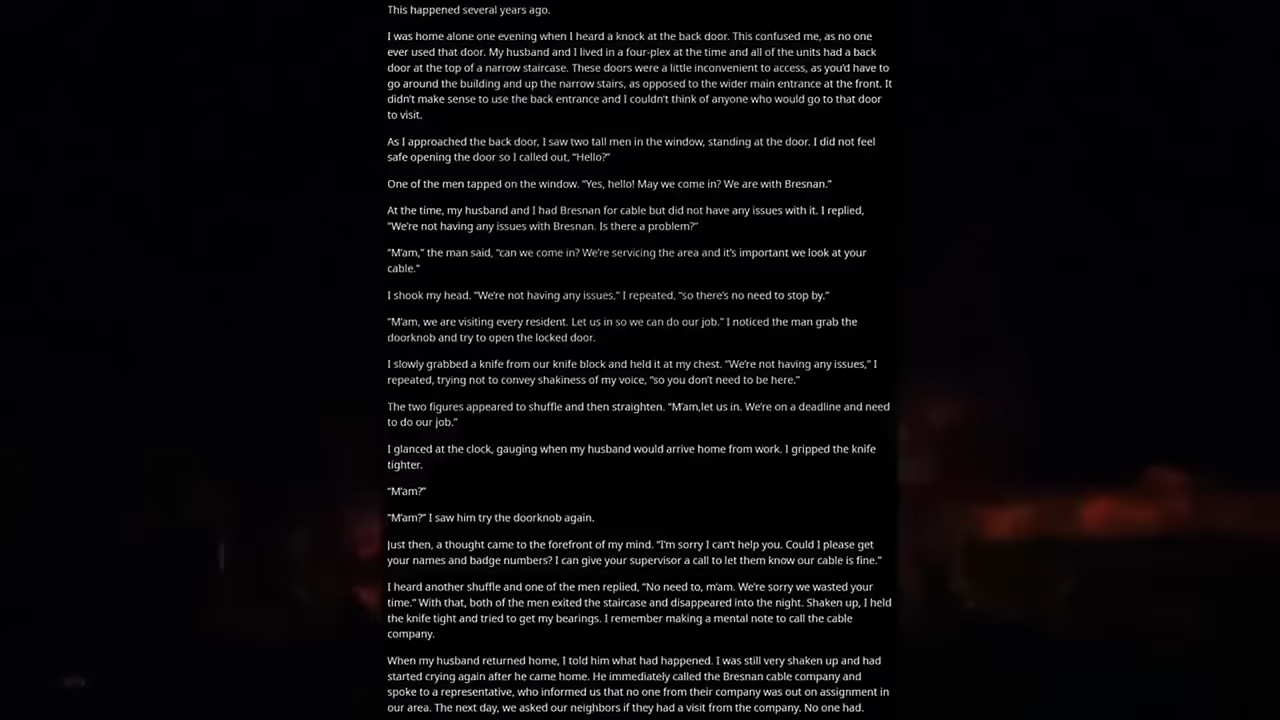 This happened several years ago.
I was home alone one evening when I heard a knock at the back door. This confused me, as no one
ever used that door. My husband and I lived in a four-plex at the time and all of the units had a back
door at the top of a narrow staircase. These doors were a little inconvenient to access, as you'd have to
go around the building and up the narrow stairs, as opposed to the wider main entrance at the front. It
didn't make sense to use the back entrance and I couldn't think of anyone who would go to that door
to visit.
As I approached the back door, I saw two tall men in the window, standing at the door. I did not feel
safe opening the door so I called out, "Hello?"
One of the men tapped on the window. "Yes, hello! May we come in? We are with Bresnan."
At the time, my husband and I had Bresnan for cable but did not have any issues with it. I replied,
"We're not having any issues with Bresnan. Is there a problem?"
"M'am," the man said, "can we come in? We're servicing the area and it's important we look at your
cable."
I shook my head. "We're not having any issues," I repeated, "so there's no need to stop by."
"M'am, we are visiting every resident. Let us in so we can do our job." I noticed the man grab the
doorknob and try to open the locked door.
I slowly grabbed a knife from our knife block and held it at my chest. "We're not having any issues," I
repeated, trying not to convey shakiness of my voice, "so you don't need to be here."
The two figures appeared to shuffle and then straighten. "M'am,let us in. We're on a deadline and need
to do our job."
I glanced at the clock, gauging when my husband would arrive home from work. I gripped the knife
tighter.
"M'am?"
"M'am?" I saw him try the doorknob again.
Just then, a thought came to the forefront of my mind. "I'm sorry I can't help you. Could I please get
your names and badge numbers? I can give your supervisor a call to let them know our cable is fine."
I heard another shuffle and one of the men replied, "No need to, m'am. We're sorry we wasted your
time." With that, both of the men exited the staircase and disappeared into the night. Shaken up, I held
the knife tight and tried to get my bearings. I remember making a mental note to call the cable
company.
When my husband returned home, I told him what had happened. I was still very shaken up and had
started crying again after he came home. He immediately called the Bresnan cable company and
spoke to a representative, who informed us that no one from their company was out on assignment in
our area. The next day, we asked our neighbors if they had a visit from the company. No one had.